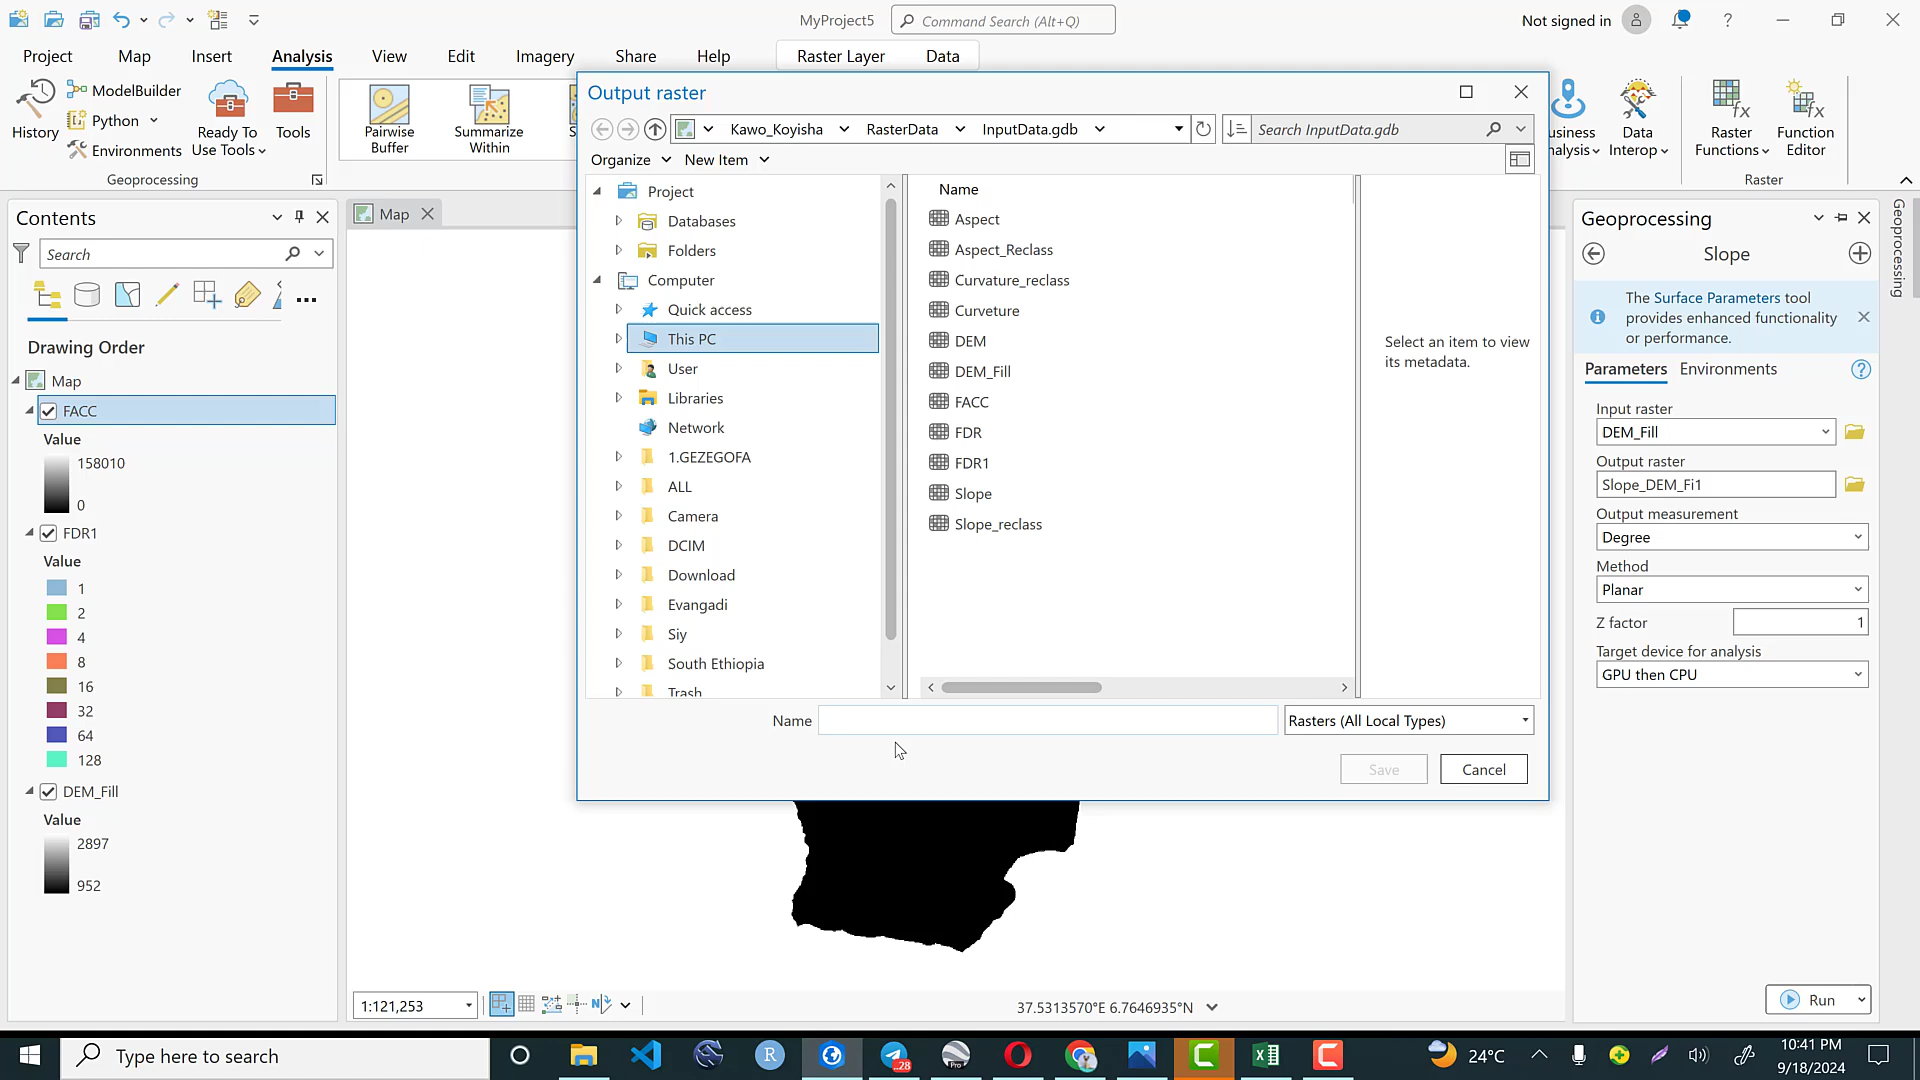 MyProject5
Command Search (Alt+Q)
Not signed in
?
Project
Map
Insert
Analysis
View
Edit
Imagery
Share
Help
Raster Layer
Data
History
ModelBuilder
Python
Environments
Ready To
Use Tools
Tools
Geoprocessing
Pairwise
Buffer
Summarize
Within
Data
Interop
Raster
Functions
Function
Editor
Raster
Output raster
Kawo_Koyisha
RasterData
InputData.gdb
Search InputData.gdb
Organize
New Item
Project
Databases
Folders
Computer
Quick access
This PC
User
Libraries
Network
1.GEZEGOFA
ALL
Camera
DCIM
Download
Evangadi
Siy
South Ethiopia
Trash
Name
Aspect
Aspect_Reclass
Curvature_reclass
Curveture
DEM
DEM_Fill
FACC
FDR
FDR1
Slope
Slope_reclass
Select an item to view
its metadata.
Name
Rasters (All Local Types)
Save
Cancel
Contents
Search
Drawing Order
Map
FACC
Value
158010
0
FDR1
Value
1
2
4
8
16
32
64
128
DEM_Fill
Value
2897
952
Map
1:121,253
37.5313570°E 6.7646935°N
Geoprocessing
Slope
The Surface Parameters tool
provides enhanced functionality
or performance.
Parameters
Environments
Input raster
DEM_Fill
Output raster
Slope_DEM_Fi1
Output measurement
Degree
Method
Planar
Z factor
1
Target device for analysis
GPU then CPU
Run
Geoprocessing
Type here to search
R
28
Pro
24°C
10:41 PM
9/18/2024